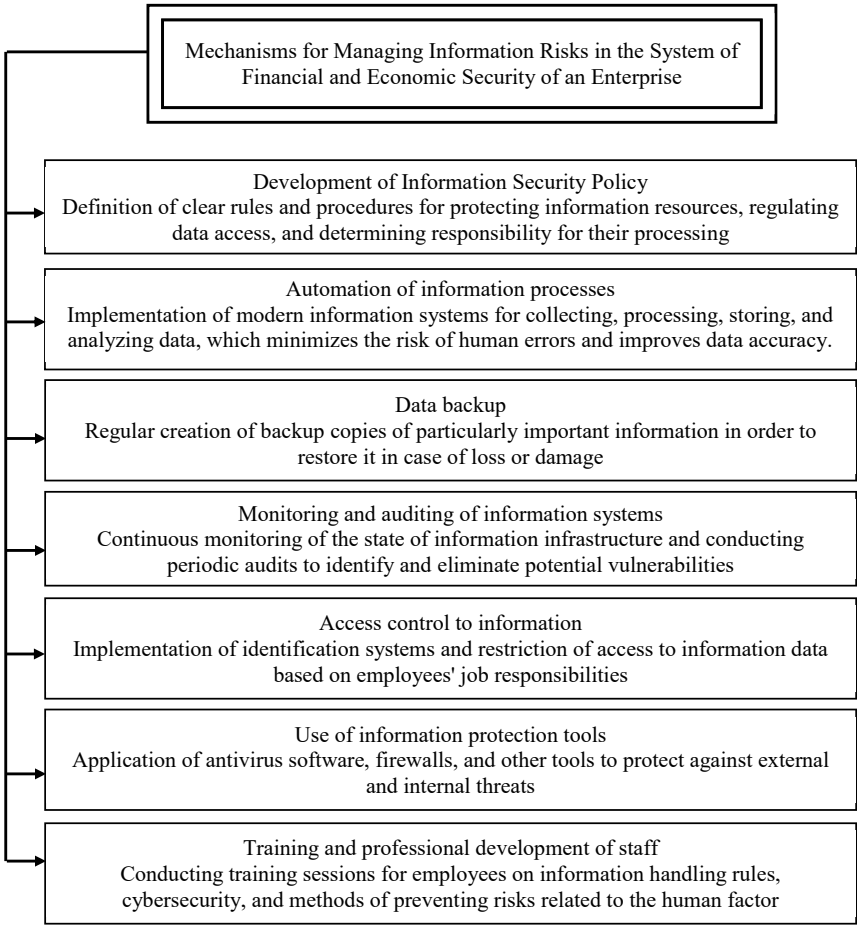 Mechanisms for Managing Information Risks in the System of
Financial and Economic Security of an Enterprise
Development of Information Security Policy
Definition of clear rules and procedures for protecting information resources, regulating
data access, and determining responsibility for their processing
Automation of information processes
Implementation of modern information systems for collecting, processing, storing, and
analyzing data, which minimizes the risk of human errors and improves data accuracy.
Data backup
Regular creation of backup copies of particularly important information in order to
restore it in case of loss or damage
Monitoring and auditing of information systems
Continuous monitoring of the state of information infrastructure and conducting
periodic audits to identify and eliminate potential vulnerabilities
Access control to information
Implementation of identification systems and restriction of access to information data
based on employees' job responsibilities
Use of information protection tools
Application of antivirus software, firewalls, and other tools to protect against external
and internal threats
Training and professional development of staff
Conducting training sessions for employees on information handling rules,
cybersecurity, and methods of preventing risks related to the human factor